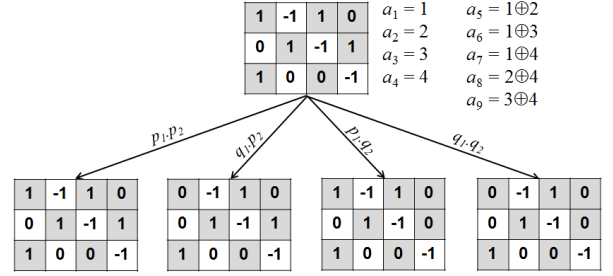 1 -1 1 0 a₁ = 1 a₅ = 1⊕2
0 1 -1 1 a₂ = 2 a₆ = 1⊕3
a₃ = 3 a₇ = 1⊕4
1 0 0 -1 a₄ = 4 a₈ = 2⊕4
a₉ = 3⊕4
p₁.p₂ q₁.p₂ p₁.q₂ q₁.q₂
1 -1 1 0 0 -1 1 0 1 -1 1 0 0 -1 1 0
0 1 -1 1 0 1 -1 1 0 1 -1 0 0 1 -1 0
1 0 0 -1 1 0 0 -1 1 0 0 -1 1 0 0 -1